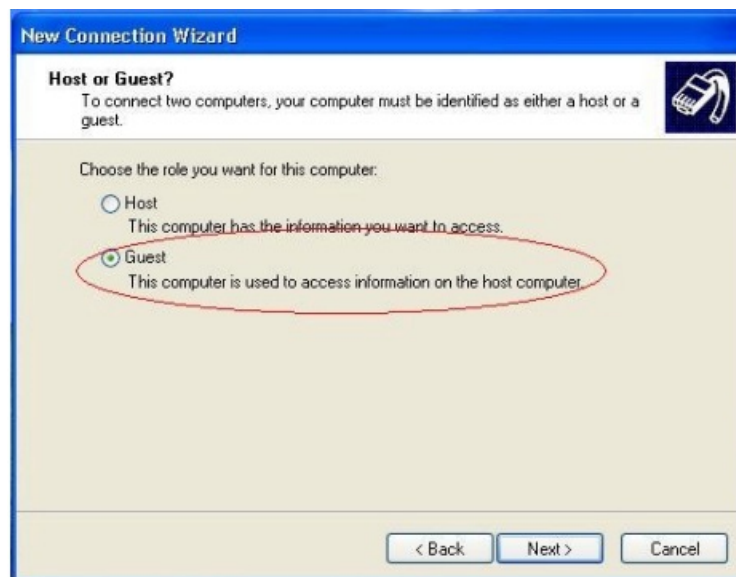 New Connection Wizard
Host or Guest?
To connect two computers, your computer must be identified as either a host or a
guest.
Choose the role you want for this computer:
Host
This computer has the information you want to access.
Guest
This computer is used to access information on the host computer.
< Back Next > Cancel